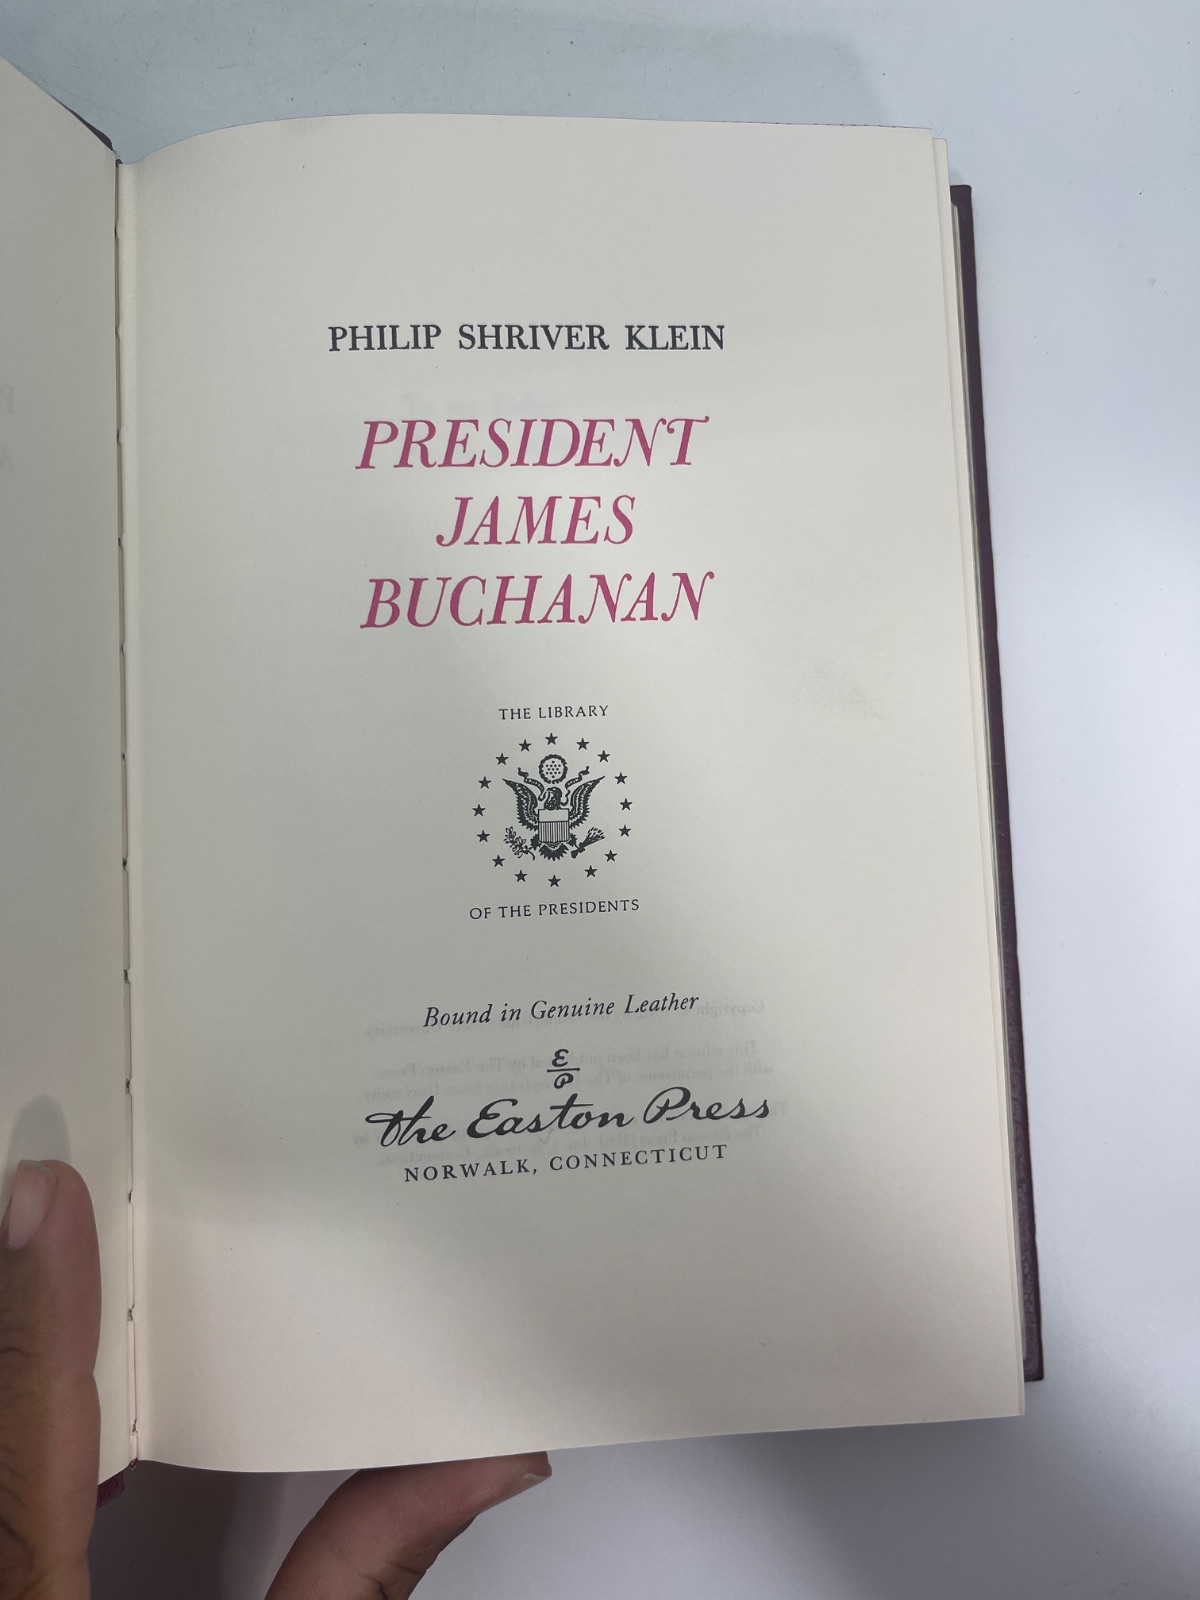 PHILIP SHRIVER KLEIN
PRESIDENT
JAMES
BUCHANAN
THE LIBRARY
OF THE PRESIDENTS
Bound in Genuine Leather
E
P
The Easton Press
NORWALK, CONNECTICUT